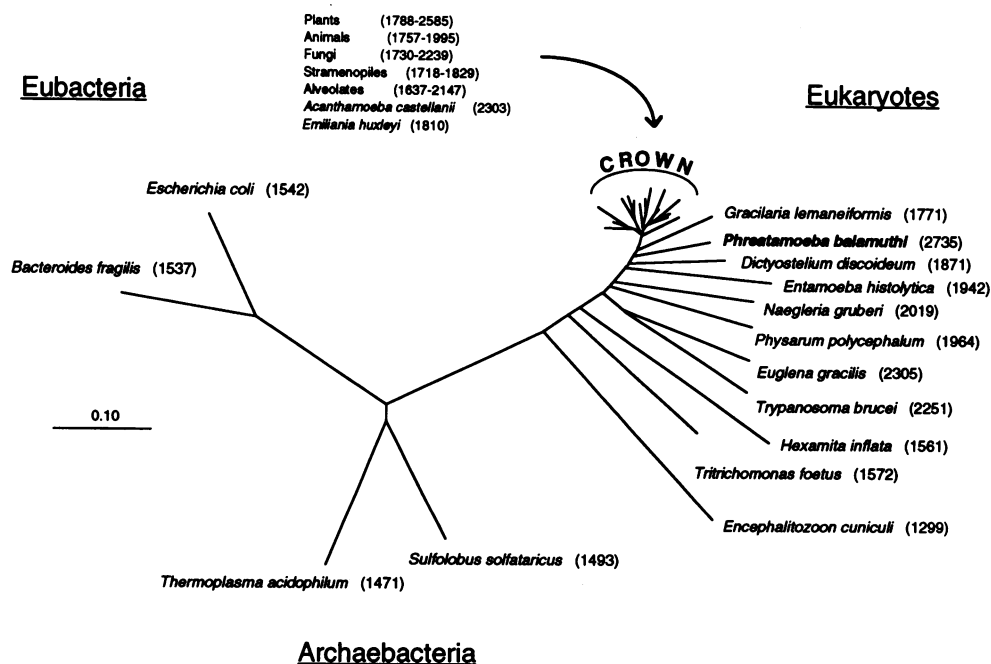 Plants (1788-2585)
Animals (1757-1995)
Fungi (1730-2239)
Stramenopiles (1718-1829)
Alveolates (1637-2147)
Acanthamoeba castellanii (2303)
Emiliania huxleyi (1810)
Eubacteria
Eukaryotes
CROWN
Escherichia coli (1542)
Bacteroides fragilis (1537)
Gracilaria lemaneiformis (1771)
Phreatamoeba balamuthi (2735)
Dictyostelium discoideum (1871)
Entamoeba histolytica (1942)
Naegleria gruberi (2019)
Physarum polycephalum (1964)
Euglena gracilis (2305)
Trypanosoma brucei (2251)
Hexamita inflata (1561)
Tritrichomonas foetus (1572)
Encephalitozoon cuniculi (1299)
0.10
Sulfolobus solfataricus (1493)
Thermoplasma acidophilum (1471)
Archaebacteria